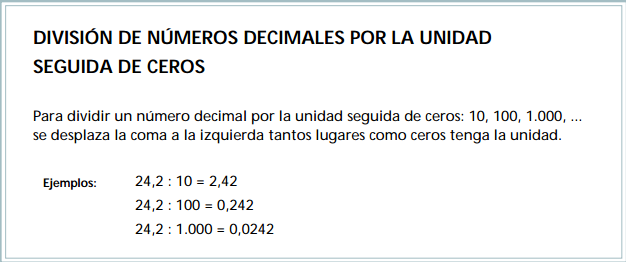 DIVISIÓN DE NÚMEROS DECIMALES POR LA UNIDAD
SEGUIDA DE CEROS
Para dividir un número decimal por la unidad seguida de ceros: 10, 100, 1.000, ...
se desplaza la coma a la izquierda tantos lugares como ceros tenga la unidad.
Ejemplos: 24,2 : 10 = 2,42
24,2 : 100 = 0,242
24,2 : 1.000 = 0,0242